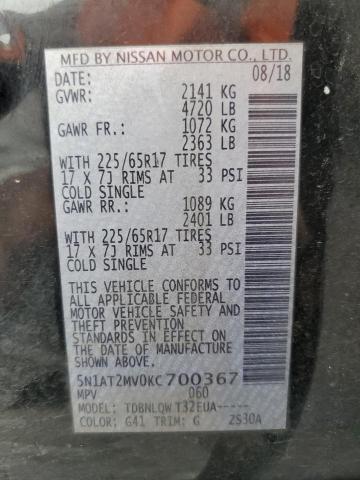 MFD BY NISSAN MOTOR CO., LTD.
DATE: 08/18
GVWR: 2141 KG
4720 LB
GAWR FR.: 1072 KG
2363 LB
WITH 225/65R17 TIRES
17 X 7J RIMS AT 33 PSI
COLD SINGLE
GAWR RR.: 1089 KG
2401 LB
WITH 225/65R17 TIRES
17 X 7J RIMS AT 33 PSI
COLD SINGLE
THIS VEHICLE CONFORMS TO
ALL APPLICABLE FEDERAL
MOTOR VEHICLE SAFETY AND
THEFT PREVENTION
STANDARDS IN EFFECT ON
THE DATE OF MANUFACTURE
SHOWN ABOVE.
5N1AT2MV0KC700367
MPV 060
MODEL: TDBNLQW T32EUA-----
COLOR: G41 TRIM: G 2S30A